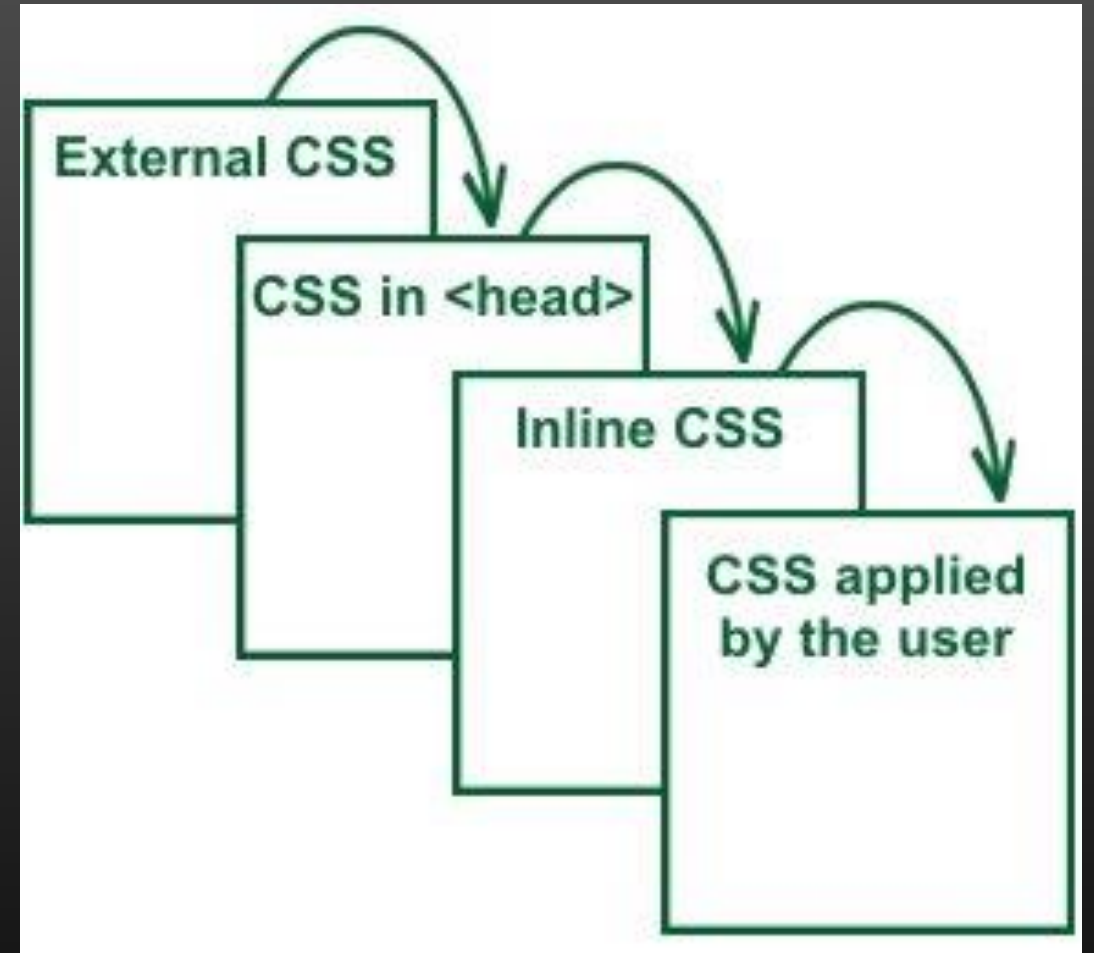 External CSS
CSS in <head>
Inline CSS
CSS applied
by the user